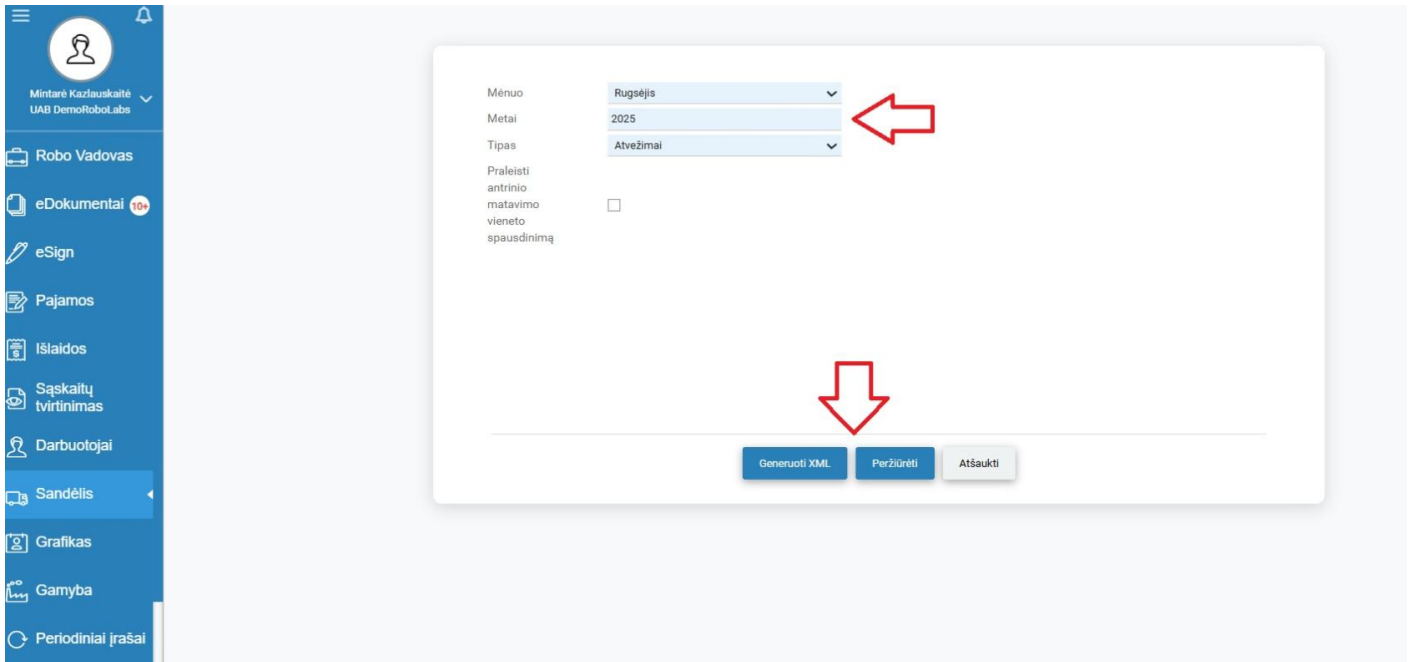 Mintarė Kazlauskaitė
UAB DemoRoboLabs
Robo Vadovas
eDokumentai 10+
eSign
Pajamos
Išlaidos
Sąskaitų
tvirtinimas
Darbuotojai
Sandėlis
Grafikas
Gamyba
Periodiniai įrašai
Mėnuo Rugsėjis
Metai 2025
Tipas Atvežimai
Praleisti
antrinio
matavimo
vieneto
spausdinimą
Generuoti XML Peržiūrėti Atšaukti